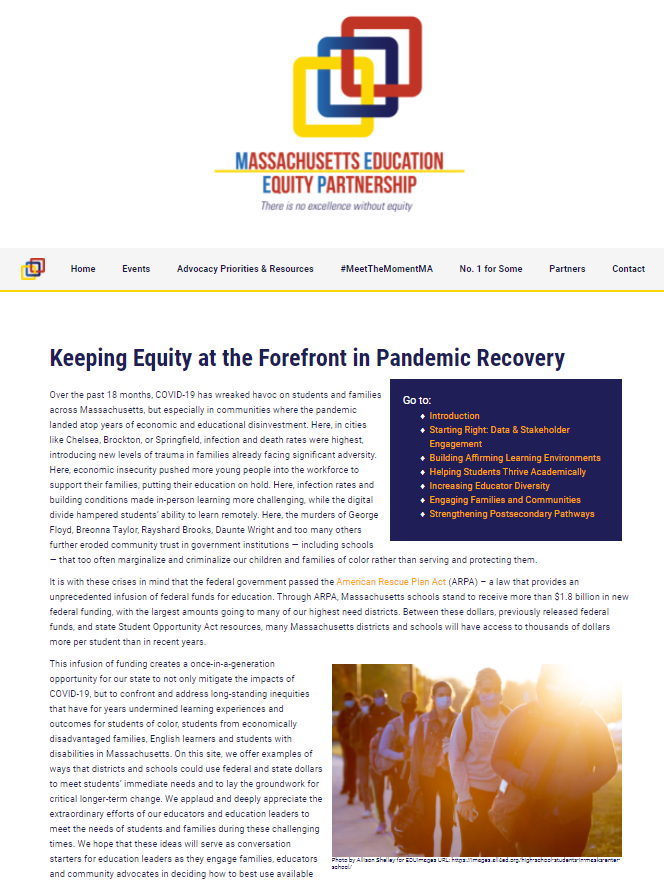 MASSACHUSETTS EDUCATION
EQUITY PARTNERSHIP
There is no excellence without equity
Home Events Advocacy Priorities & Resources #MeetTheMomentMA No. 1 for Some Partners Contact
Keeping Equity at the Forefront in Pandemic Recovery
Over the past 18 months, COVID-19 has wreaked havoc on students and families
across Massachusetts, but especially in communities where the pandemic
landed atop years of economic and educational disinvestment. Here, in cities
like Chelsea, Brockton, or Springfield, infection and death rates were highest,
introducing new levels of trauma in families already facing significant adversity.
Here, economic insecurity pushed more young people into the workforce to
support their families, putting their education on hold. Here, infection rates and
building conditions made in-person learning more challenging, while the digital
divide hampered students' ability to learn remotely. Here, the murders of George
Floyd, Breonna Taylor, Rayshard Brooks, Daunte Wright and too many others
further eroded community trust in government institutions — including schools
— that too often marginalize and criminalize our children and families of color rather than serving and protecting them.
Go to:
♦ Introduction
♦ Starting Right: Data & Stakeholder
Engagement
♦ Building Affirming Learning Environments
♦ Helping Students Thrive Academically
♦ Increasing Educator Diversity
♦ Engaging Families and Communities
♦ Strengthening Postsecondary Pathways
It is with these crises in mind that the federal government passed the American Rescue Plan Act (ARPA) – a law that provides an
unprecedented infusion of federal funds for education. Through ARPA, Massachusetts schools stand to receive more than $1.8 billion in new
federal funding, with the largest amounts going to many of our highest need districts. Between these dollars, previously released federal
funds, and state Student Opportunity Act resources, many Massachusetts districts and schools will have access to thousands of dollars
more per student than in recent years.
This infusion of funding creates a once-in-a-generation
opportunity for our state to not only mitigate the impacts of
COVID-19, but to confront and address long-standing inequities
that have for years undermined learning experiences and
outcomes for students of color, students from economically
disadvantaged families, English learners and students with
disabilities in Massachusetts. On this site, we offer examples of
ways that districts and schools could use federal and state dollars
to meet students' immediate needs and to lay the groundwork for
critical longer-term change. We applaud and deeply appreciate the
extraordinary efforts of our educators and education leaders to
meet the needs of students and families during these challenging
times. We hope that these ideas will serve as conversation
starters for education leaders as they engage families, educators
and community advocates in deciding how to best use available
Photo by Allison Shelley for EDUimages URL: https://images.all4ed.org/
school/